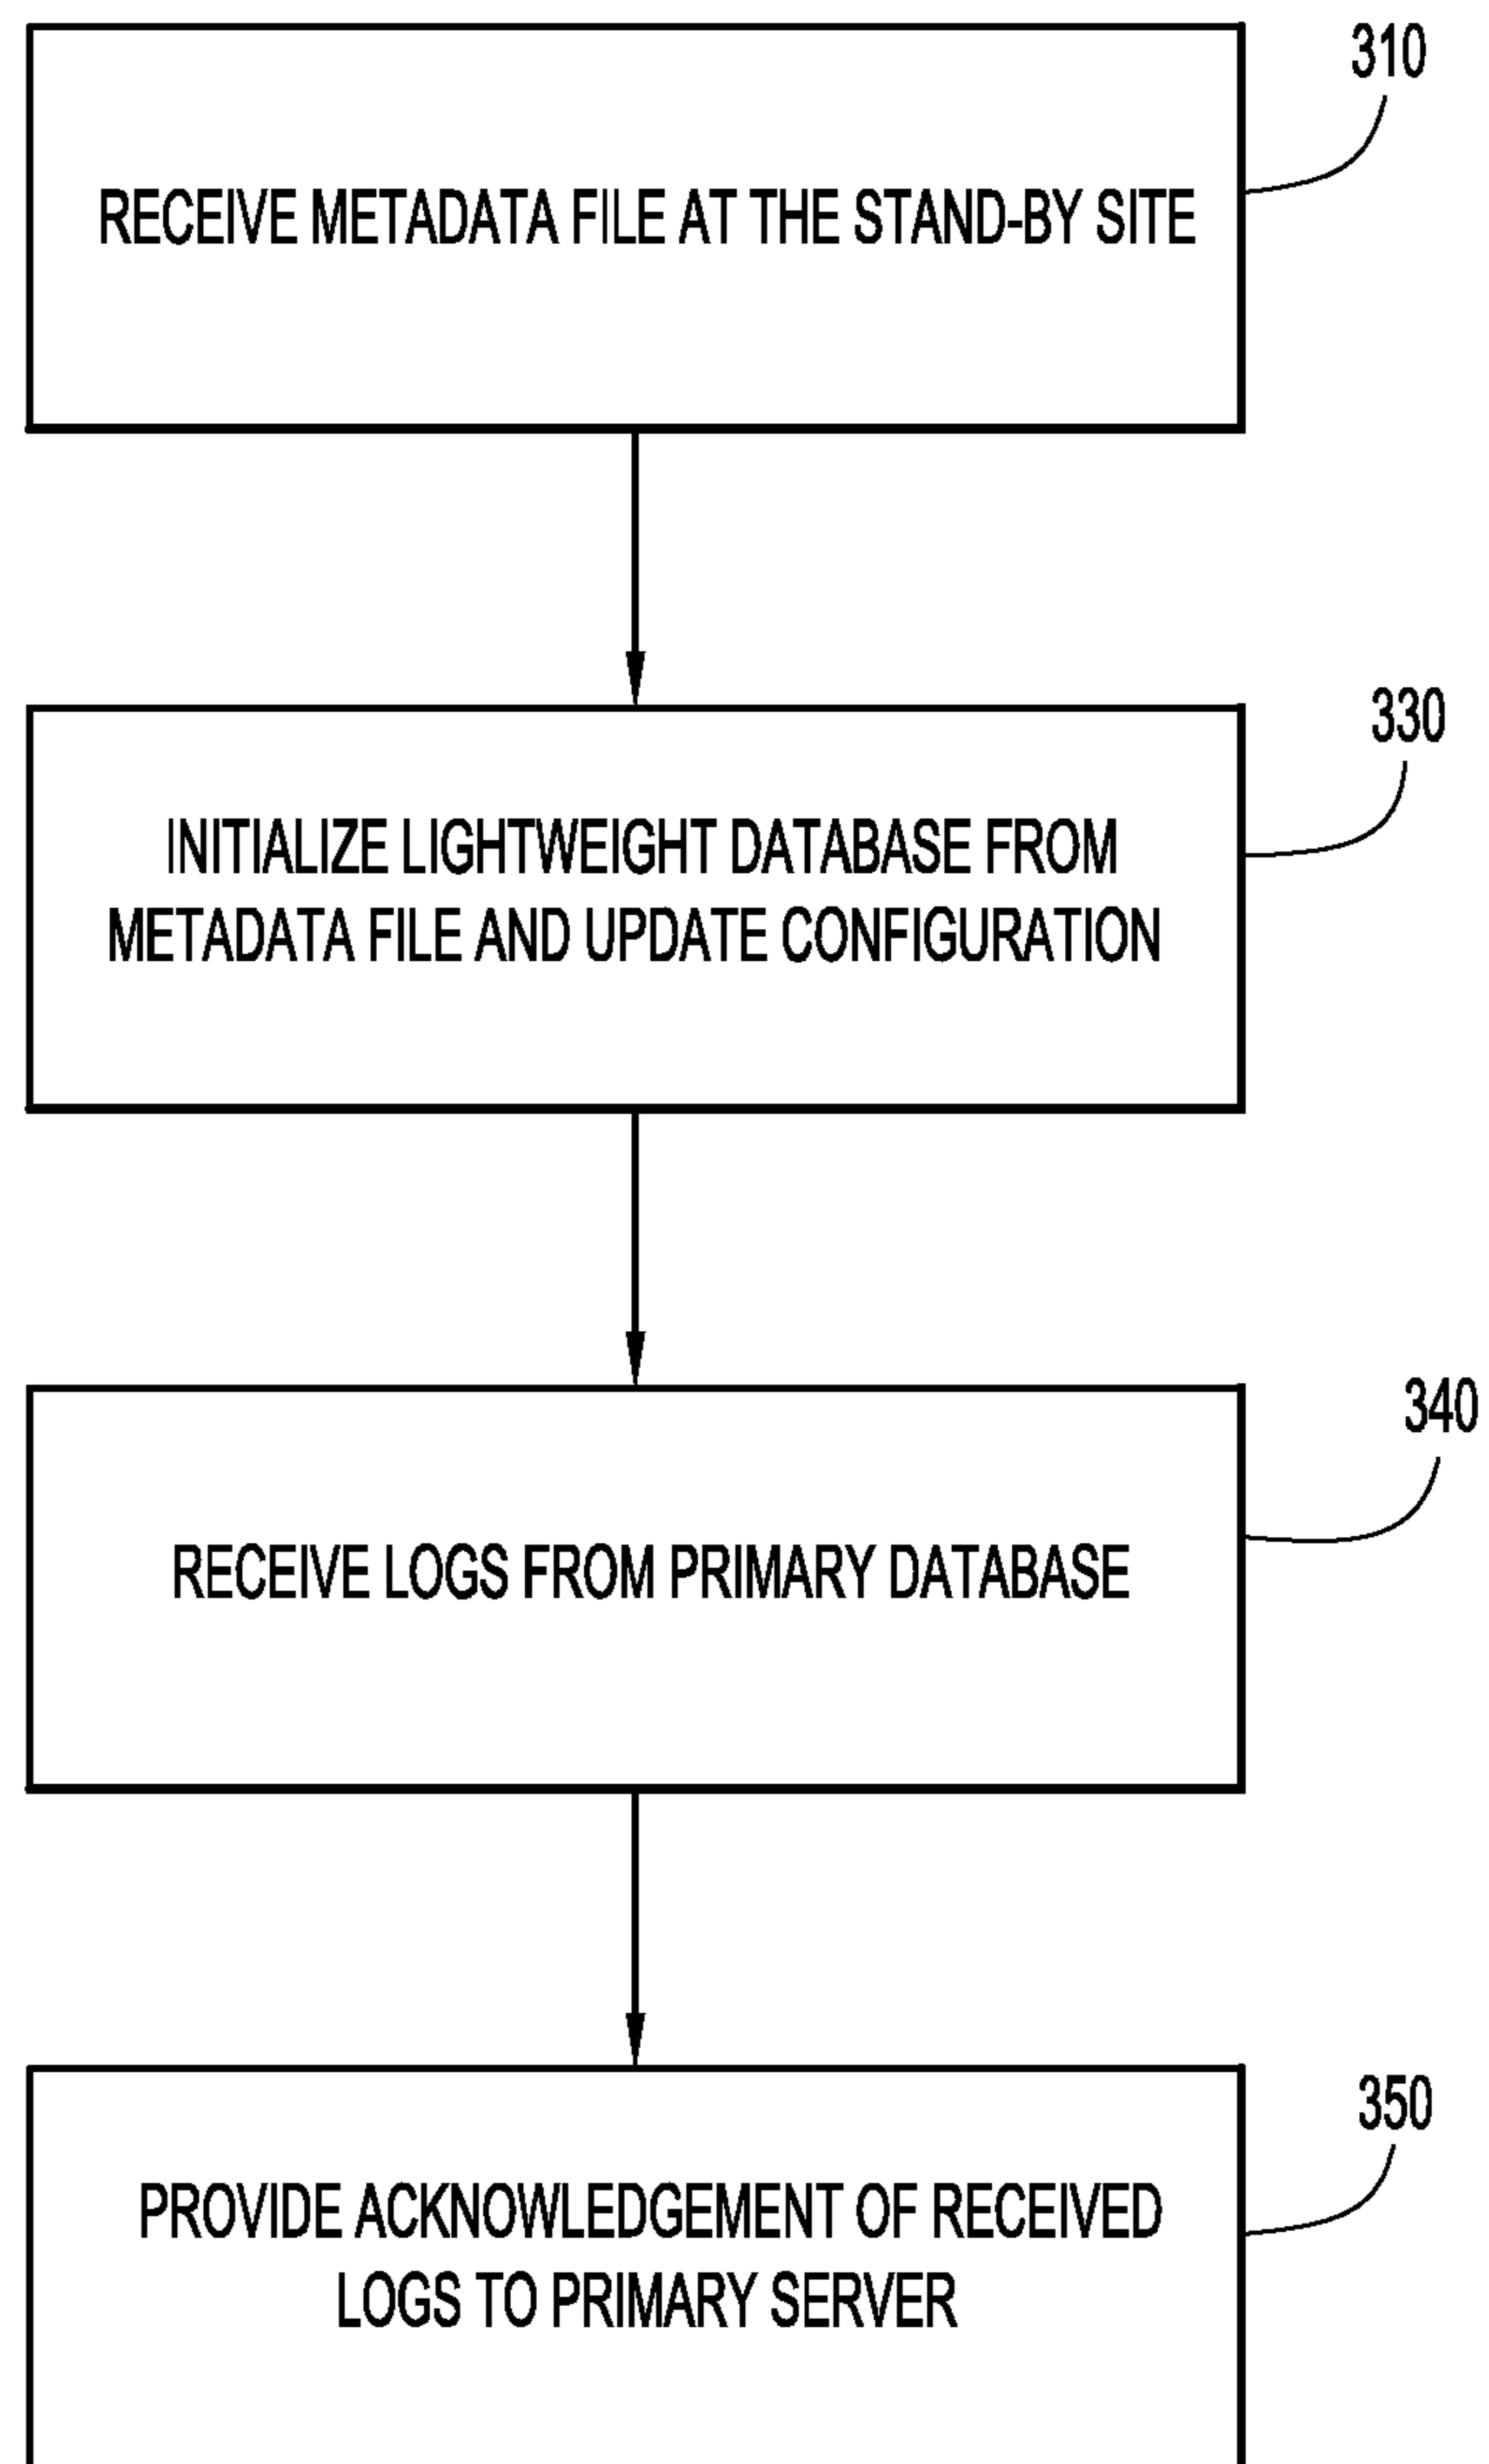 310
RECEIVE METADATA FILE AT THE STAND-BY SITE
330
INITIALIZE LIGHTWEIGHT DATABASE FROM
METADATA FILE AND UPDATE CONFIGURATION
340
RECEIVE LOGS FROM PRIMARY DATABASE
350
PROVIDE ACKNOWLEDGEMENT OF RECEIVED
LOGS TO PRIMARY SERVER